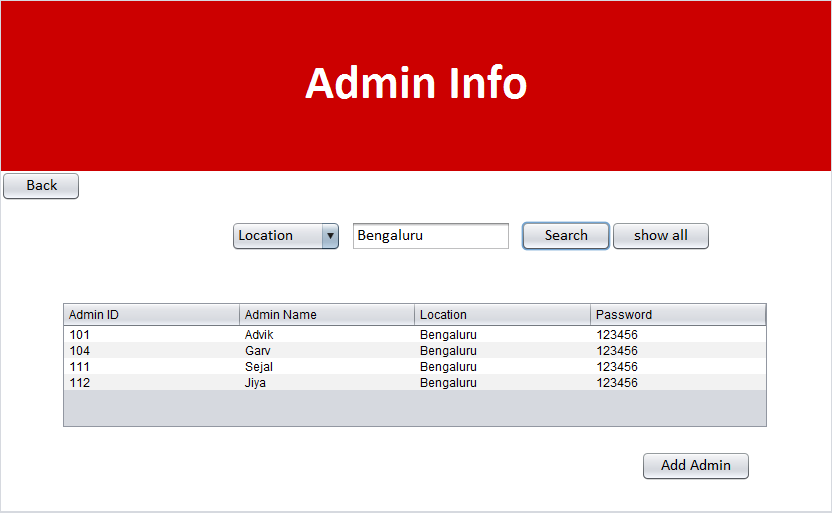 Admin Info
Back
Location Bengaluru Search show all
Admin ID Admin Name Location Password
101 Advik Bengaluru 123456
104 Garv Bengaluru 123456
111 Sejal Bengaluru 123456
112 Jiya Bengaluru 123456
Add Admin